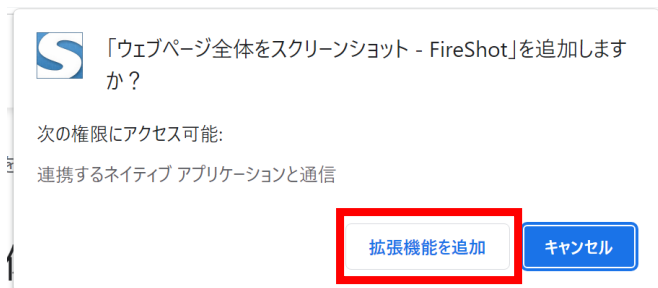 「ウェブページ全体をスクリーンショット - FireShot」を追加します
か？
次の権限にアクセス可能:
連携するネイティブ アプリケーションと通信
拡張機能を追加
キャンセル